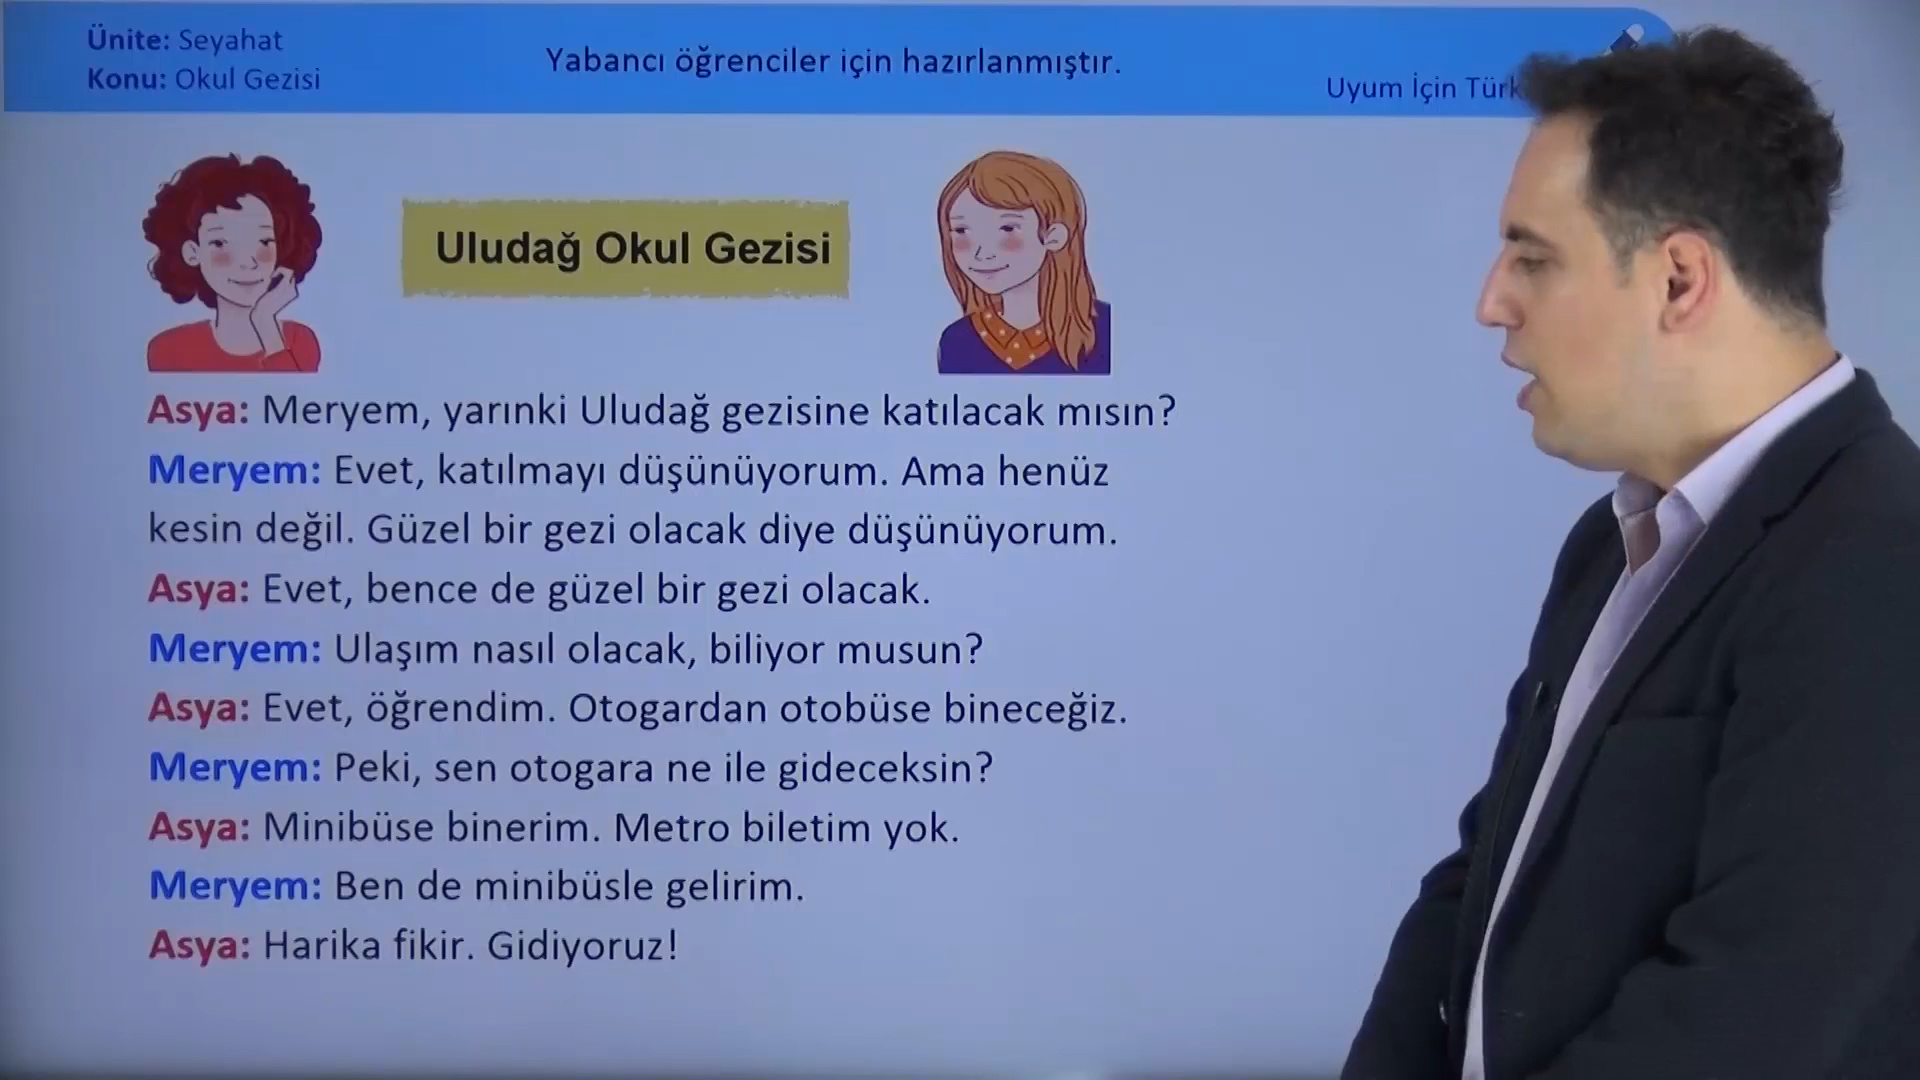 Ünite: Seyahat
Konu: Okul Gezisi
Yabancı öğrenciler için hazırlanmıştır.
Uyum İçin
Uludağ Okul Gezisi
Asya: Meryem, yarınki Uludağ gezisine katılacak mısın?
Meryem: Evet, katılmayı düşünüyorum. Ama henüz
kesin değil. Güzel bir gezi olacak diye düşünüyorum.
Asya: Evet, bence de güzel bir gezi olacak.
Meryem: Ulaşım nasıl olacak, biliyor musun?
Asya: Evet, öğrendim. Otogardan otobüse bineceğiz.
Meryem: Peki, sen otogara ne ile gideceksin?
Asya: Minibüse binerim. Metro biletim yok.
Meryem: Ben de minibüsle gelirim.
Asya: Harika fikir. Gidiyoruz!